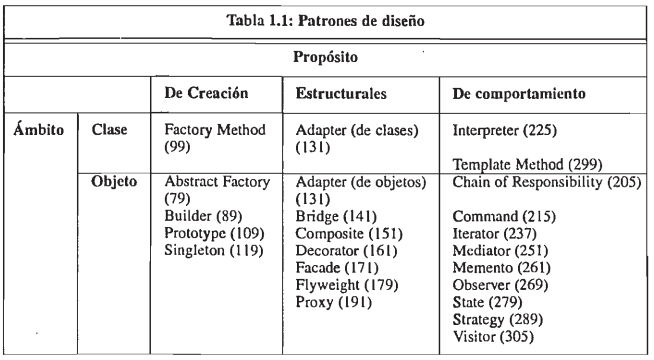 Tabla 1.1: Patrones de diseño
Propósito
De Creación
Estructurales
De comportamiento
Ámbito
Clase
Factory Method
(99)
Adapter (de clases)
(131)
Interpreter (225)
Template Method (299)
Objeto
Abstract Factory
(79)
Builder (89)
Prototype (109)
Singleton (119)
Adapter (de objetos)
(131)
Bridge (141)
Composite (151)
Decorator (161)
Facade (171)
Flyweight (179)
Proxy (191)
Chain of Responsibility (205)
Command (215)
Iterator (237)
Mediator (251)
Memento (261)
Observer (269)
State (279)
Strategy (289)
Visitor (305)